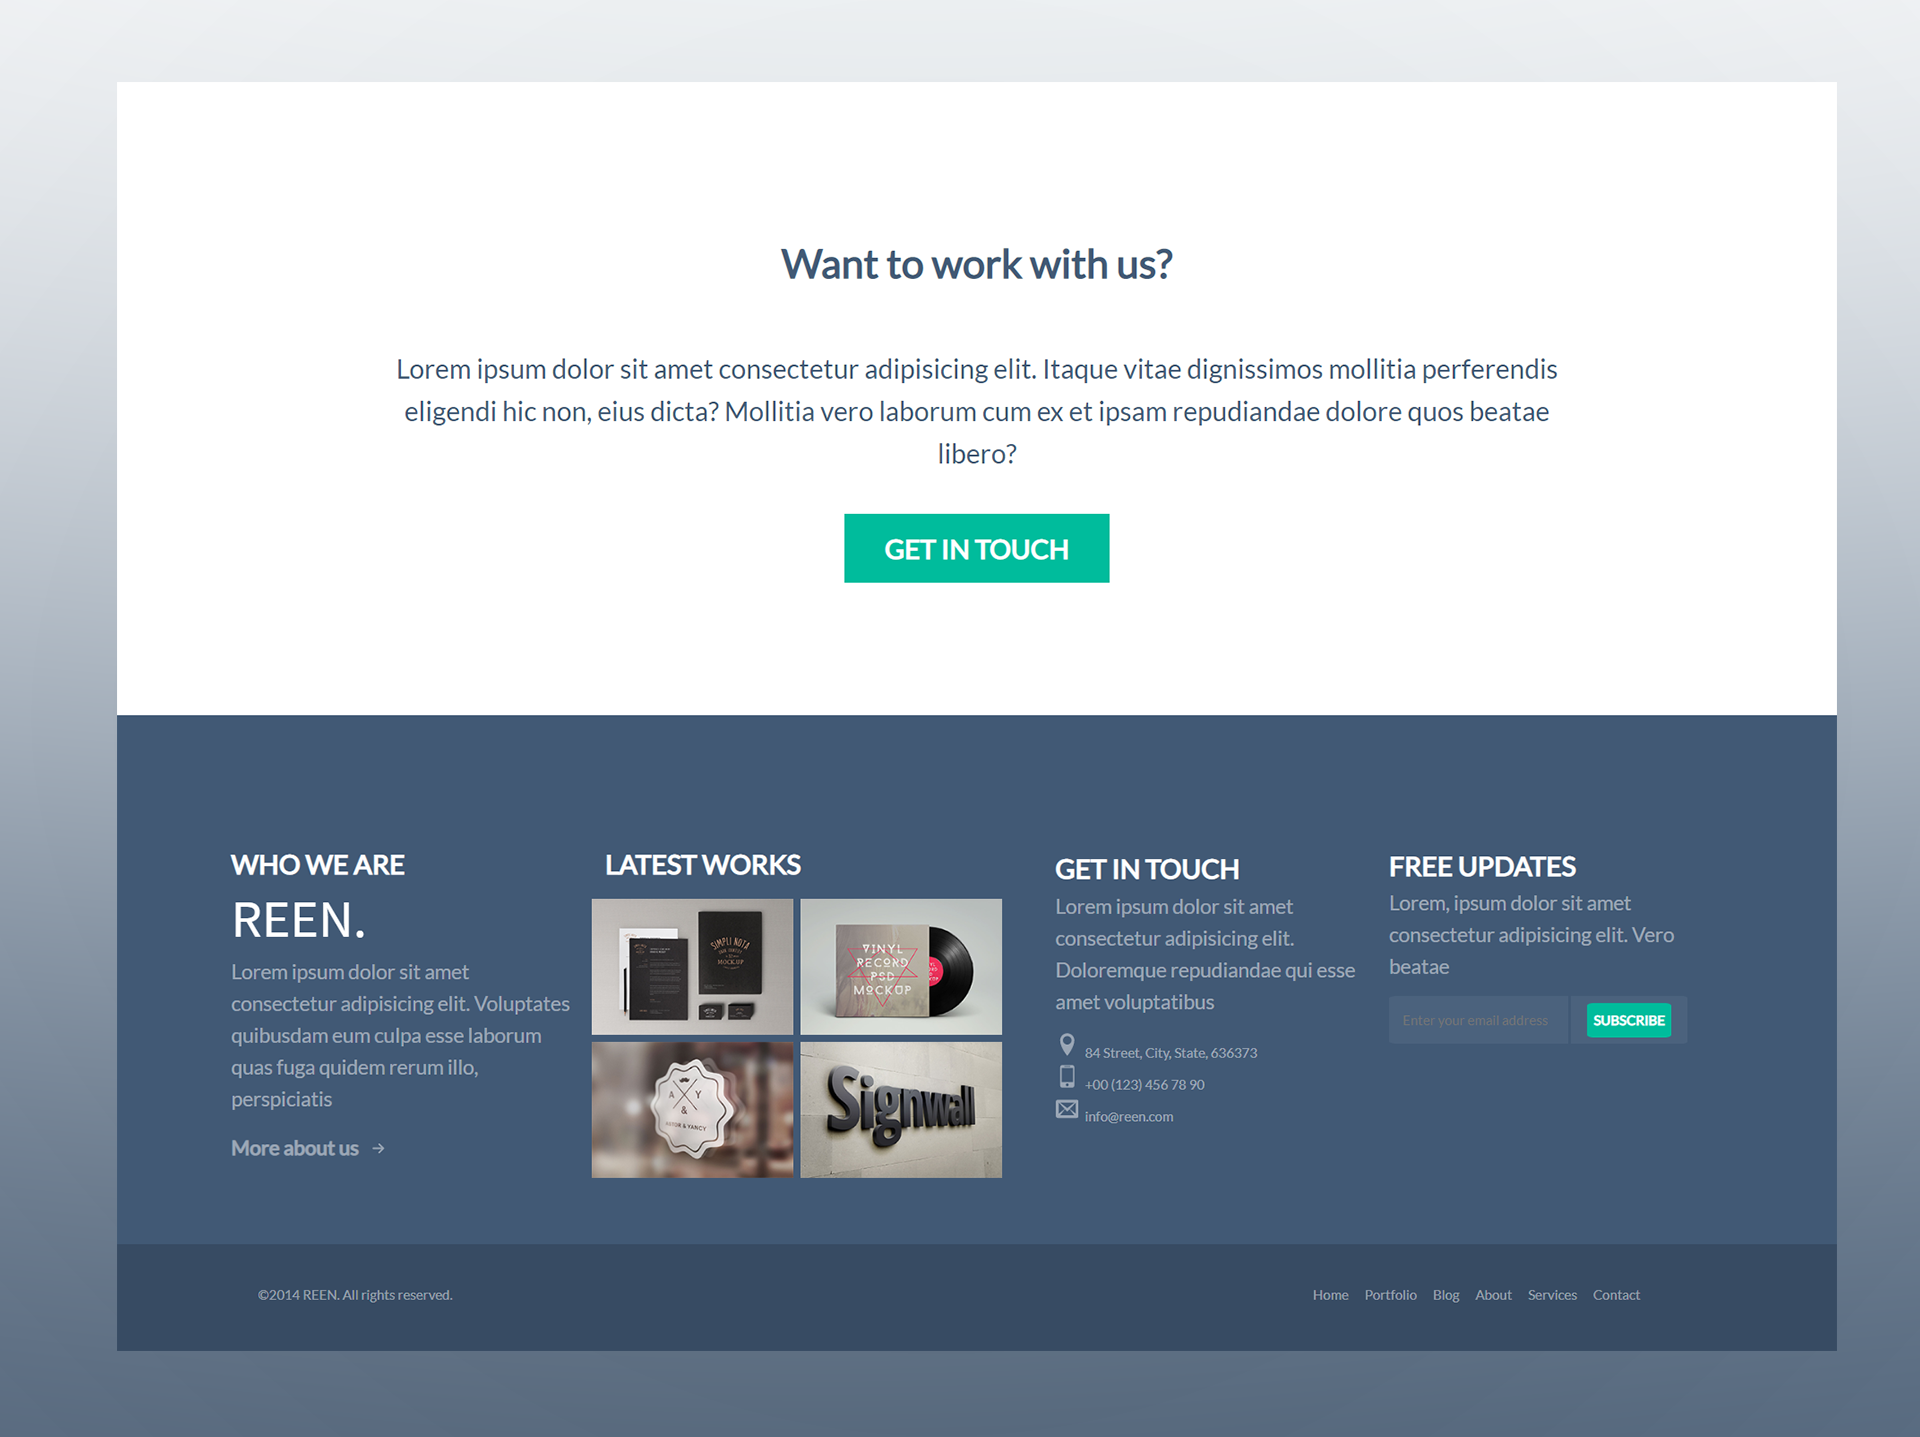 Want to work with us?
Lorem ipsum dolor sit amet consectetur adipisicing elit. Itaque vitae dignissimos mollitia perferendis
eligendi hic non, eius dicta? Mollitia vero laborum cum ex et ipsam repudiandae dolore quos beatae
libero?
GET IN TOUCH
WHO WE ARE
REEN.
Lorem ipsum dolor sit amet
consectetur adipisicing elit. Voluptates
quibusdam eum culpa esse laborum
quas fuga quidem rerum illo,
perspiciatis
More about us →
LATEST WORKS
SIMPLI NOTA
MOCKUP
VINYL
RECORD
PSD
MOCKUP
A Y
&
ASTOR & YANCY
Signwall
GET IN TOUCH
Lorem ipsum dolor sit amet
consectetur adipisicing elit.
Doloremque repudiandae qui esse
amet voluptatibus
84 Street, City, State, 636373
+00 (123) 456 78 90
info@reen.com
FREE UPDATES
Lorem, ipsum dolor sit amet
consectetur adipisicing elit. Vero
beatae
Enter your email address
SUBSCRIBE
©2014 REEN. All rights reserved.
Home Portfolio Blog About Services Contact